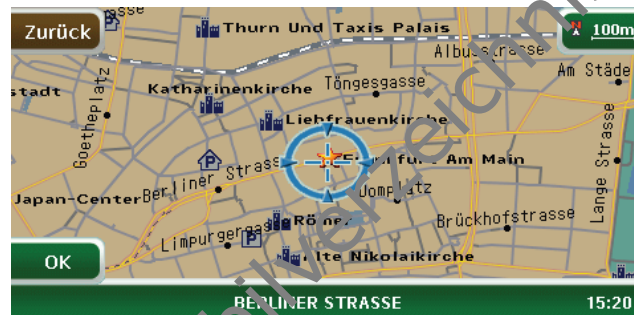 Zurück
asse
Thurn Und Taxis Palais
Albusstrasse
100m
Am Städe
stadt
Katharinenkirche
Töngesgasse
Goetheplatz
Liebfrauenkirche
Berliner Strasse
Frankfurt Am Main
Lange Strasse
Japan-Center
Domplatz
Römer
Brückhofstrasse
Limpurgergasse
P
P
OK
Alte Nikolaikirche
BERLINER STRASSE
15:20